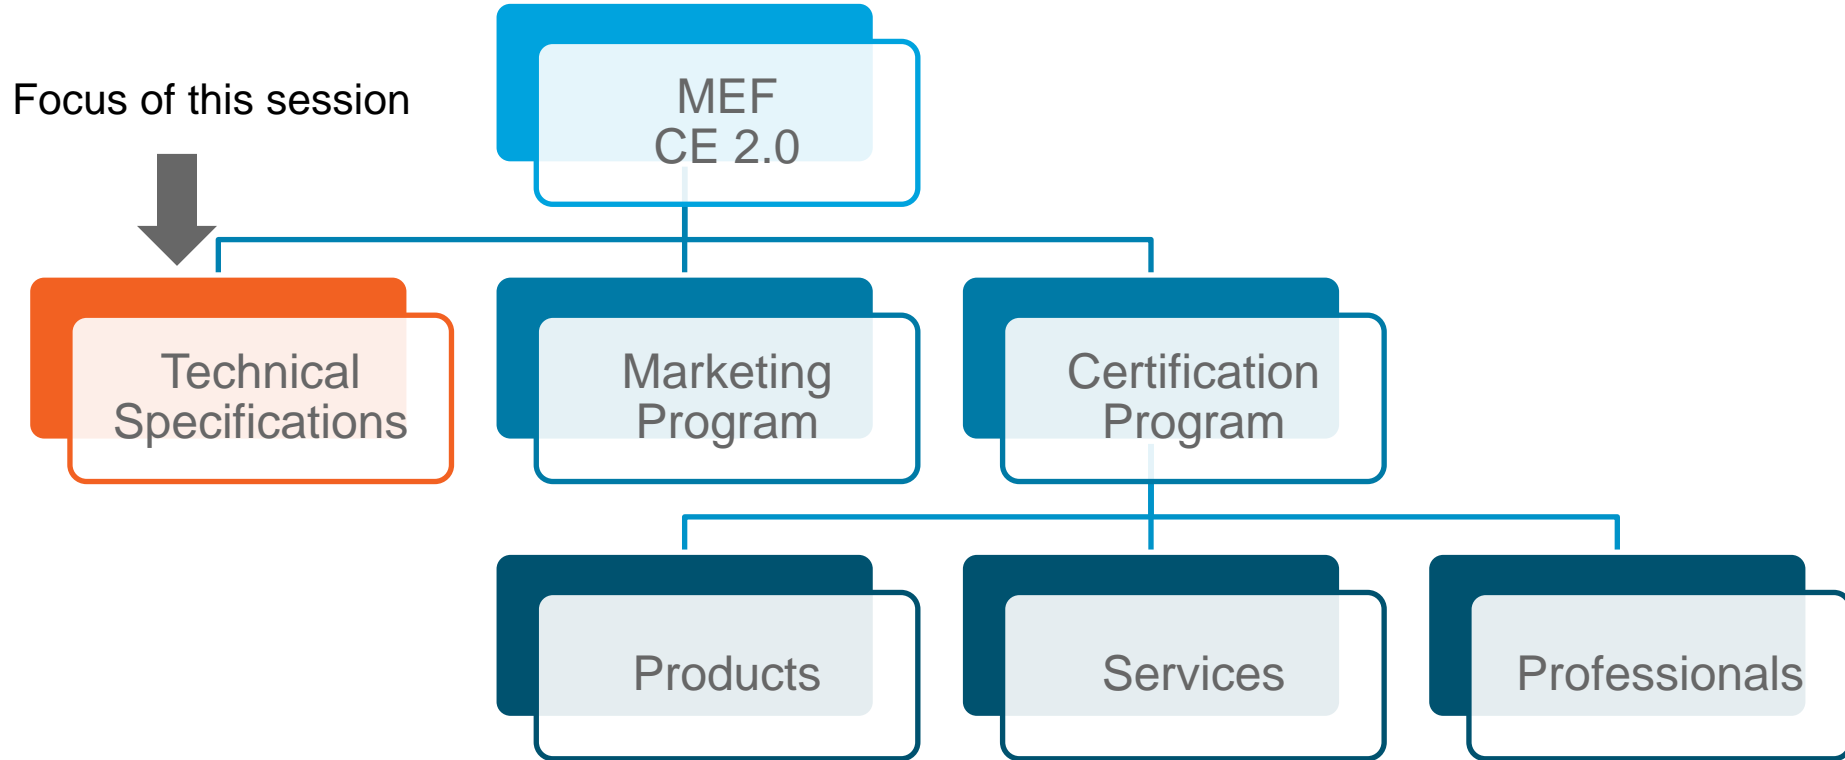 Focus of this session
MEF
CE 2.0
Technical
Specifications
Marketing
Program
Certification
Program
Products
Services
Professionals